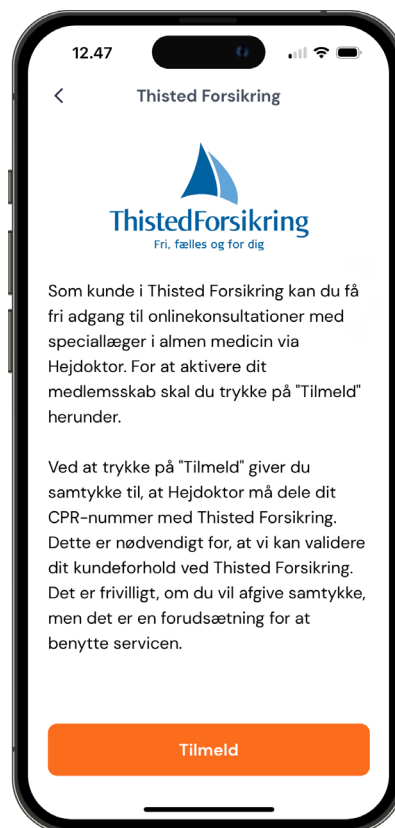 12.47
Thisted Forsikring
ThistedForsikring
Fri, fælles og for dig
Som kunde i Thisted Forsikring kan du få
fri adgang til onlinekonsultationer med
speciallæger i almen medicin via
Hejdoktor. For at aktivere dit
medlemsskab skal du trykke på "Tilmeld"
herunder.
Ved at trykke på "Tilmeld" giver du
samtykke til, at Hejdoktor må dele dit
CPR-nummer med Thisted Forsikring.
Dette er nødvendigt for, at vi kan validere
dit kundeforhold ved Thisted Forsikring.
Det er frivilligt, om du vil afgive samtykke,
men det er en forudsætning for at
benytte servicen.
Tilmeld